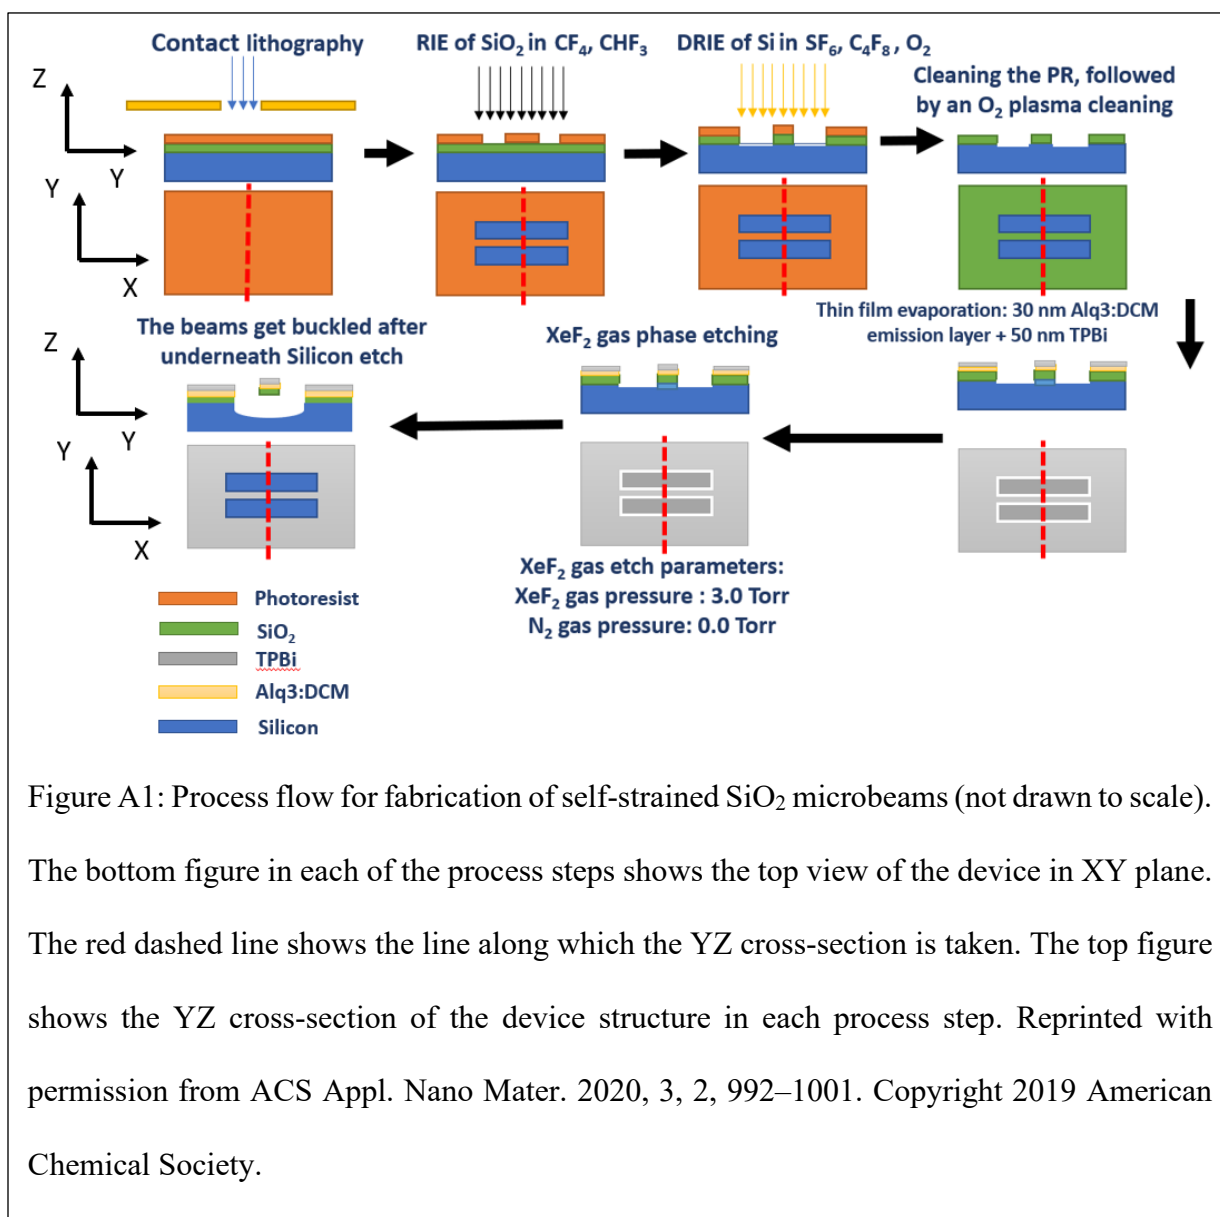 Contact lithography
RIE of SiO₂ in CF₄, CHF₃
DRIE of Si in SF₆, C₄F₈ , O₂
Cleaning the PR, followed
by an O₂ plasma cleaning
Z
Y
Y
X
Thin film evaporation: 30 nm Alq3:DCM
emission layer + 50 nm TPBi
XeF₂ gas phase etching
The beams get buckled after
underneath Silicon etch
Z
Y
Y
X
XeF₂ gas etch parameters:
XeF₂ gas pressure : 3.0 Torr
N₂ gas pressure: 0.0 Torr
Photoresist
SiO₂
TPBi
Alq3:DCM
Silicon
Figure A1: Process flow for fabrication of self-strained SiO₂ microbeams (not drawn to scale).
The bottom figure in each of the process steps shows the top view of the device in XY plane.
The red dashed line shows the line along which the YZ cross-section is taken. The top figure
shows the YZ cross-section of the device structure in each process step. Reprinted with
permission from ACS Appl. Nano Mater. 2020, 3, 2, 992–1001. Copyright 2019 American
Chemical Society.